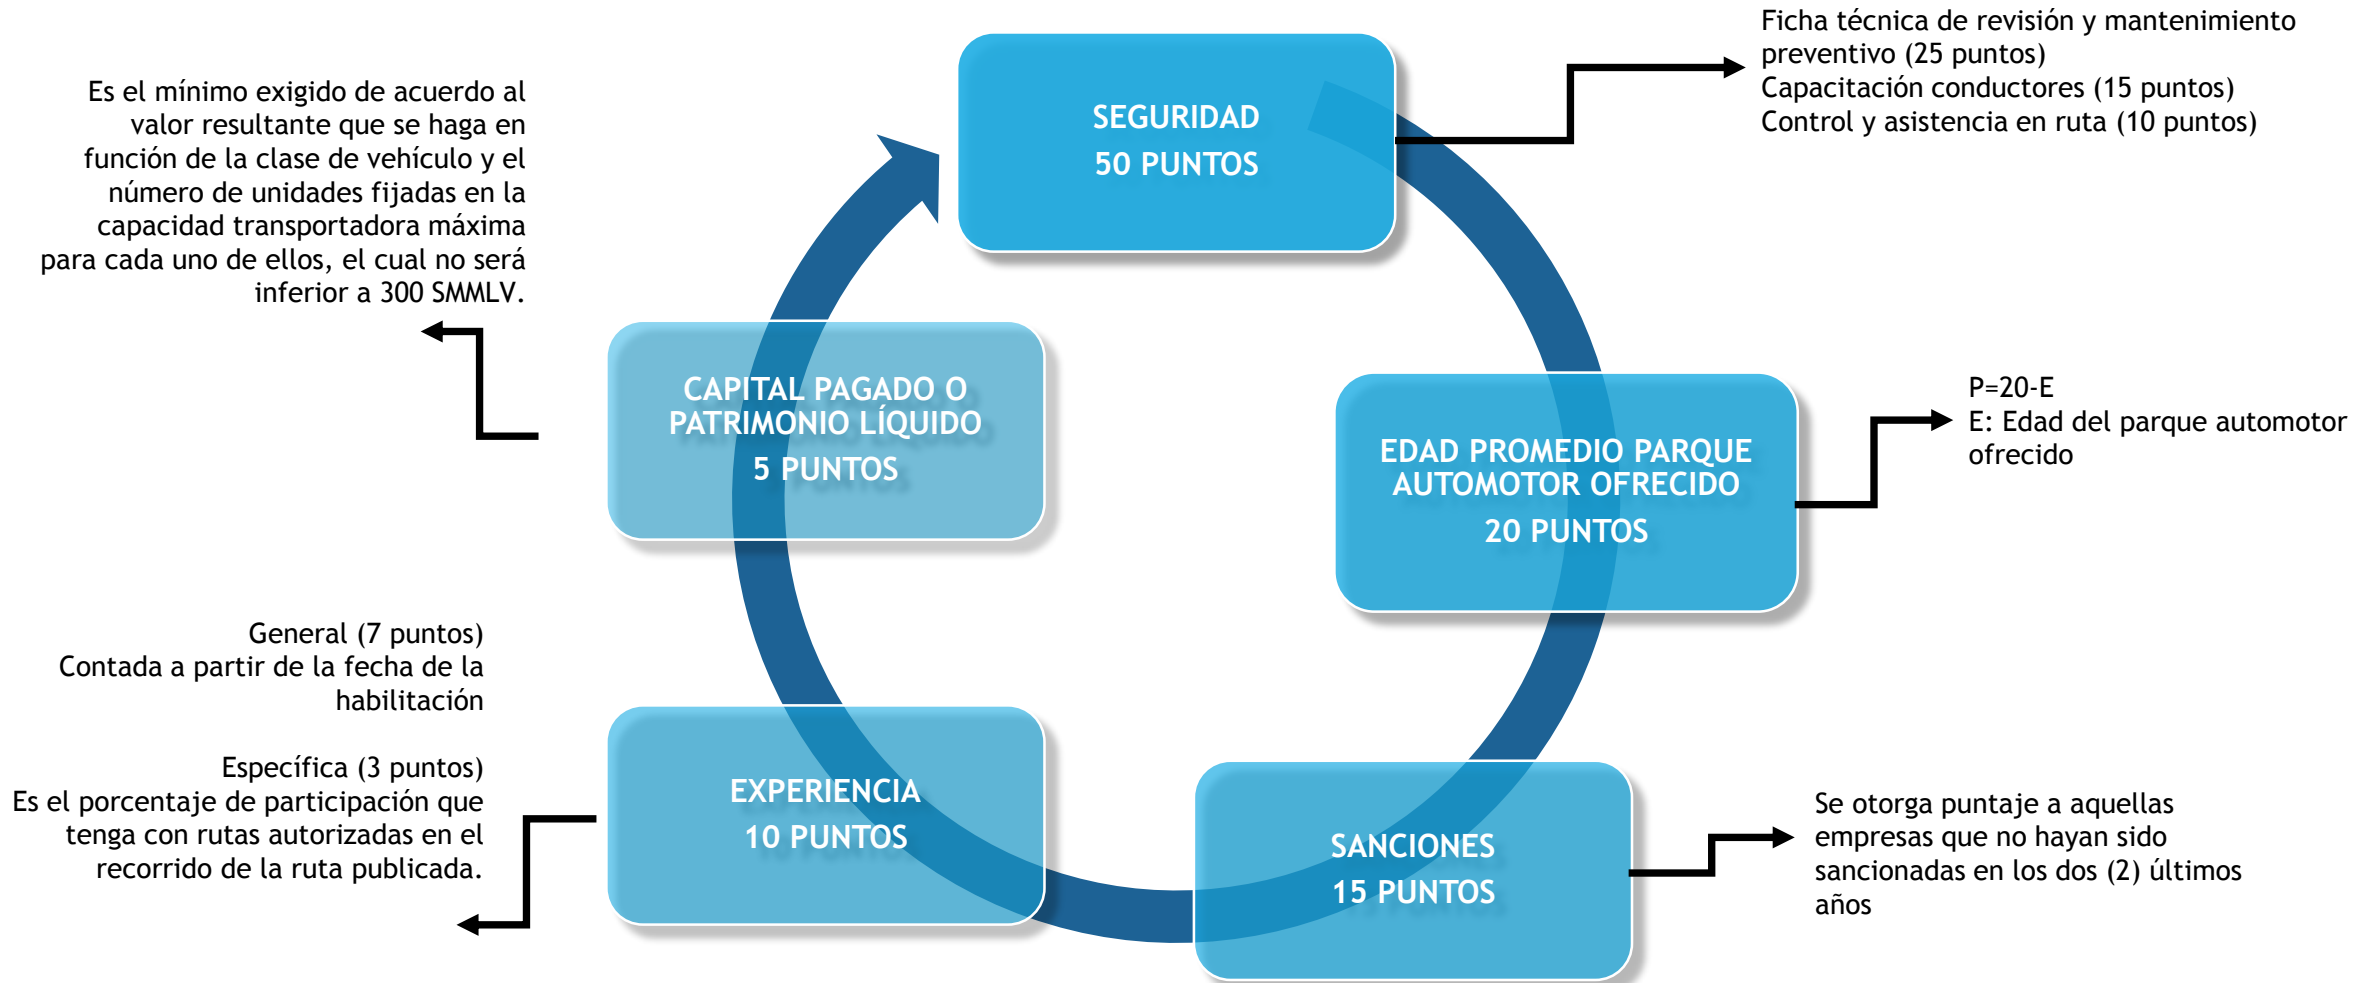 SEGURIDAD
50 PUNTOS
Ficha técnica de revisión y mantenimiento
preventivo (25 puntos)
Capacitación conductores (15 puntos)
Control y asistencia en ruta (10 puntos)
EDAD PROMEDIO PARQUE
AUTOMOTOR OFRECIDO
20 PUNTOS
P=20-E
E: Edad del parque automotor
ofrecido
SANCIONES
15 PUNTOS
Se otorga puntaje a aquellas
empresas que no hayan sido
sancionadas en los dos (2) últimos
años
EXPERIENCIA
10 PUNTOS
General (7 puntos)
Contada a partir de la fecha de la
habilitación
Específica (3 puntos)
Es el porcentaje de participación que
tenga con rutas autorizadas en el
recorrido de la ruta publicada.
CAPITAL PAGADO O
PATRIMONIO LÍQUIDO
5 PUNTOS
Es el mínimo exigido de acuerdo al
valor resultante que se haga en
función de la clase de vehículo y el
número de unidades fijadas en la
capacidad transportadora máxima
para cada uno de ellos, el cual no será
inferior a 300 SMMLV.